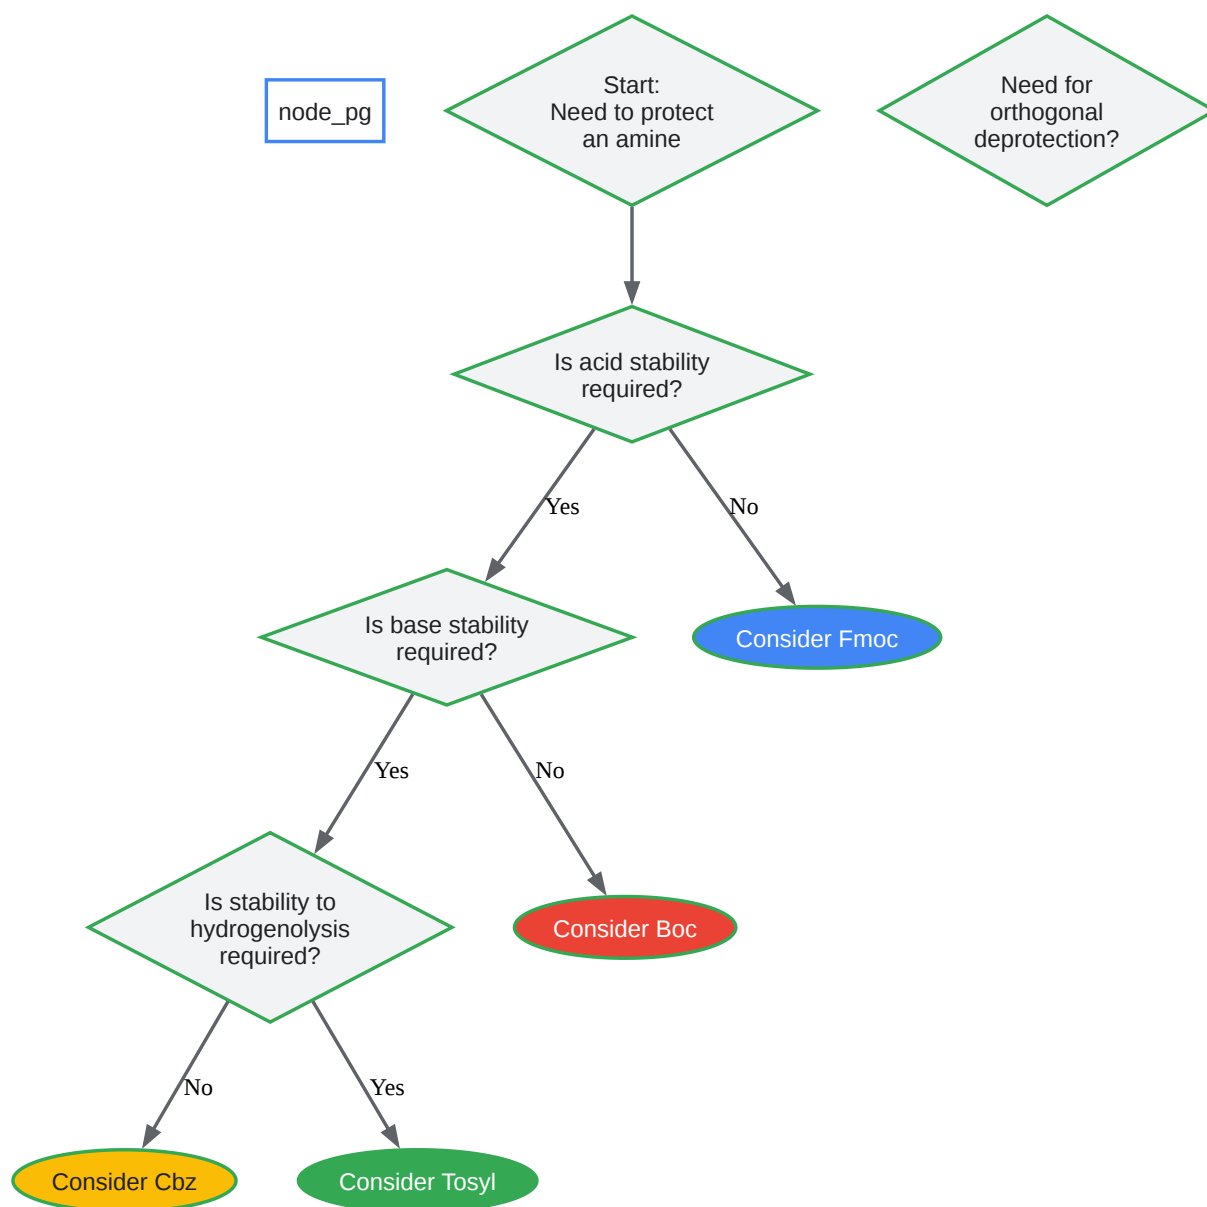 node_pg
Start:
Need to protect
an amine
Need for
orthogonal
deprotection?
Is acid stability
required?
Yes
No
Is base stability
required?
Consider Fmoc
Yes
No
Is stability to
hydrogenolysis
required?
Consider Boc
No
Yes
Consider Cbz
Consider Tosyl